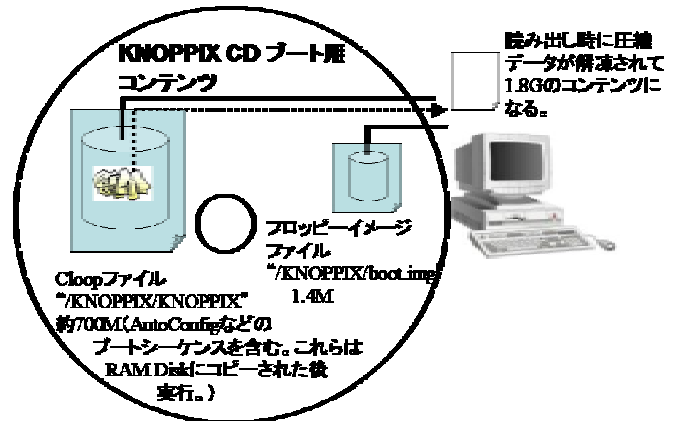 KNOPPIX CD ブート用
コンテンツ
読み出し時に圧縮
データが解凍されて
1.8Gのコンテンツに
なる。
フロッピーイメージ
ファイル
“/KNOPPIX/boot.img
1.4M
Cloopファイル
“/KNOPPIX/KNOPPIX”
約700M(AutoConfigなどの
ブートシーケンスを含む。これらは
RAM Diskにコピーされた後
実行。)